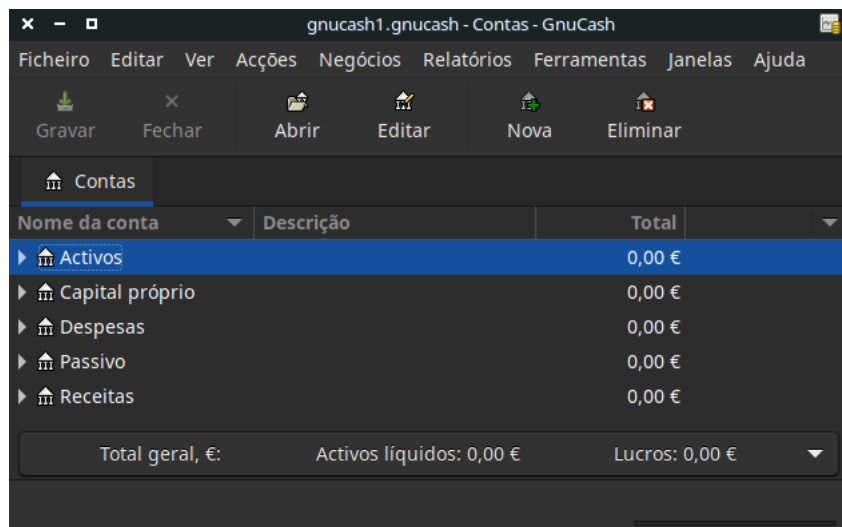 gnucash1.gnucash - Contas - GnuCash
Ficheiro Editar Ver Acções Negócios Relatórios Ferramentas Janelas Ajuda
Gravar Fechar Abrir Editar Nova Eliminar
Contas
Nome da conta Descrição Total
Activos 0,00 €
Capital próprio 0,00 €
Despesas 0,00 €
Passivo 0,00 €
Receitas 0,00 €
Total geral, €: Activos líquidos: 0,00 € Lucros: 0,00 €